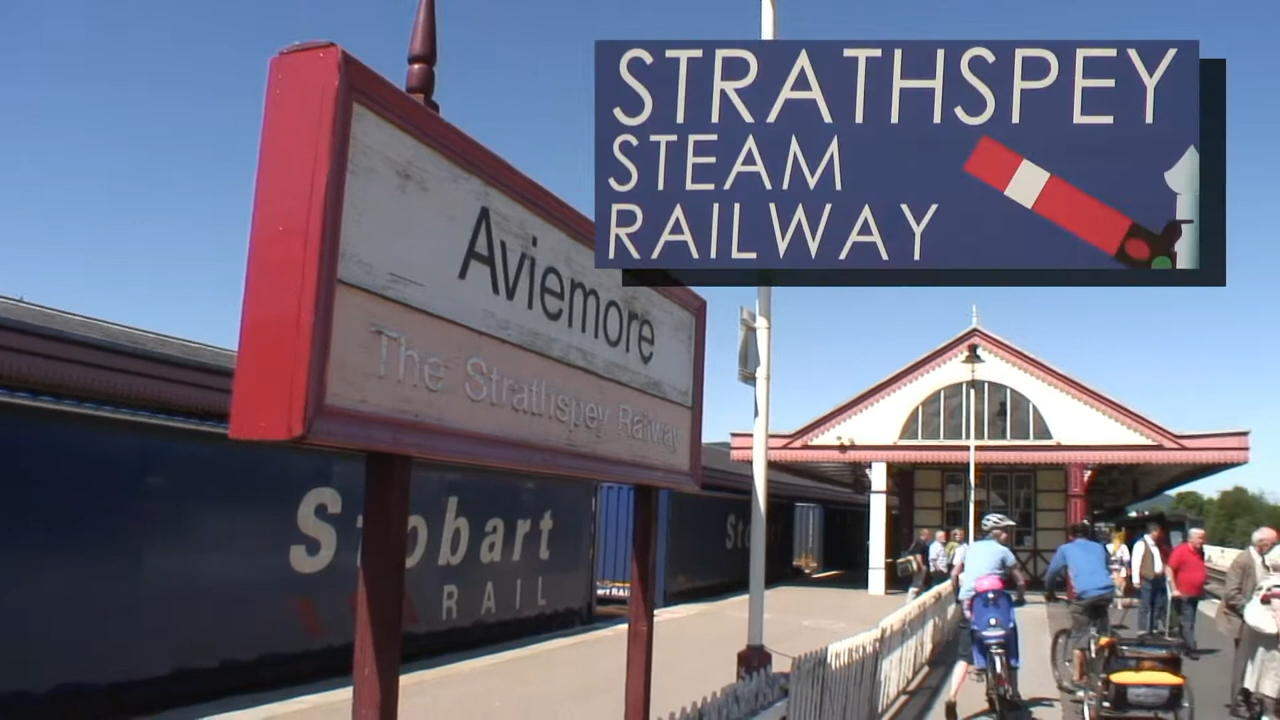 STRATHSPEY
STEAM
RAILWAY
Aviemore
The Strathspey Railway
Stobart
RAIL